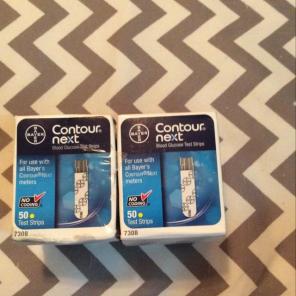 BAYER
Contour
next
Blood Glucose Test Strips
For use with
all Bayer's
Contour® Next
meters
NO
CODING
50
Test Strips
7308
BAYER
Contour
next
Blood Glucose Test Strips
For use with
all Bayer's
Contour® Next
meters
NO
CODING
50
Test Strips
7308